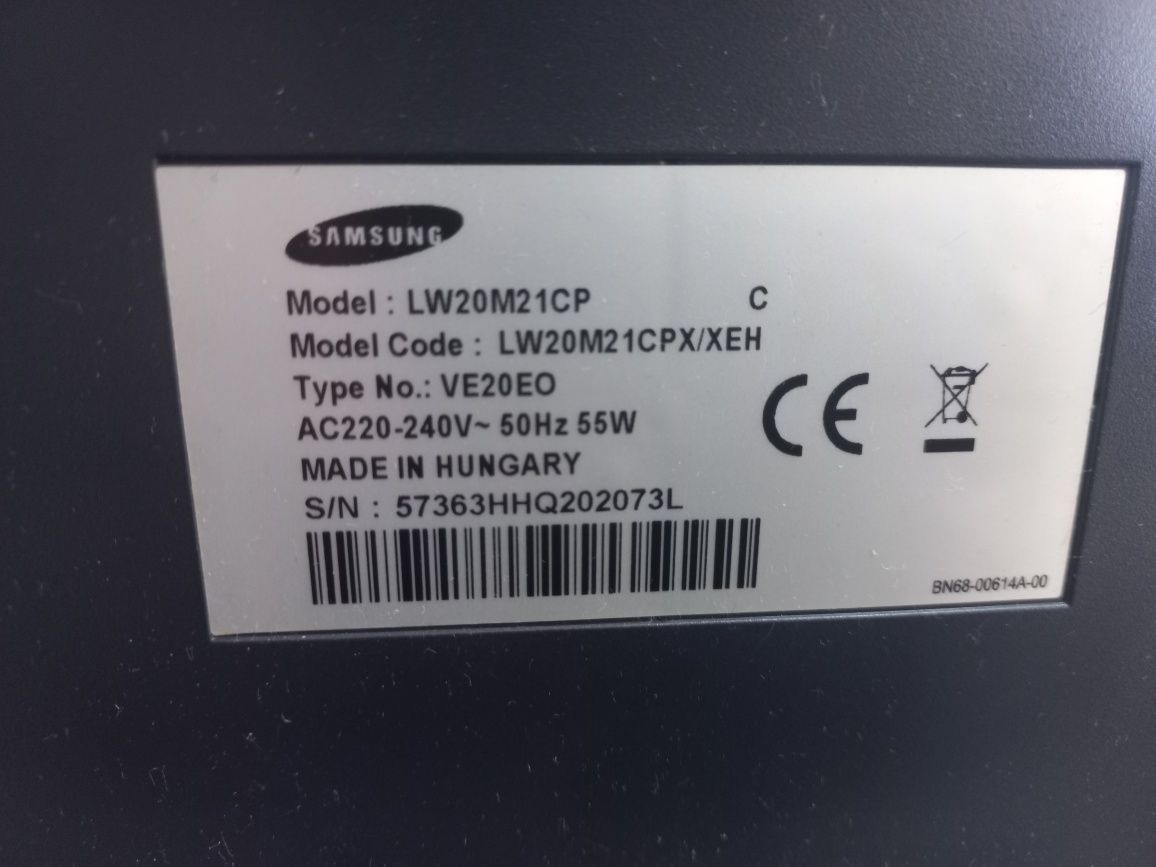 SAMSUNG
Model : LW20M21CP C
Model Code : LW20M21CPX/XEH
Type No.: VE20EO
AC220-240V~ 50Hz 55W
MADE IN HUNGARY
S/N : 57363HHQ202073L
CE
BN68-00614A-00